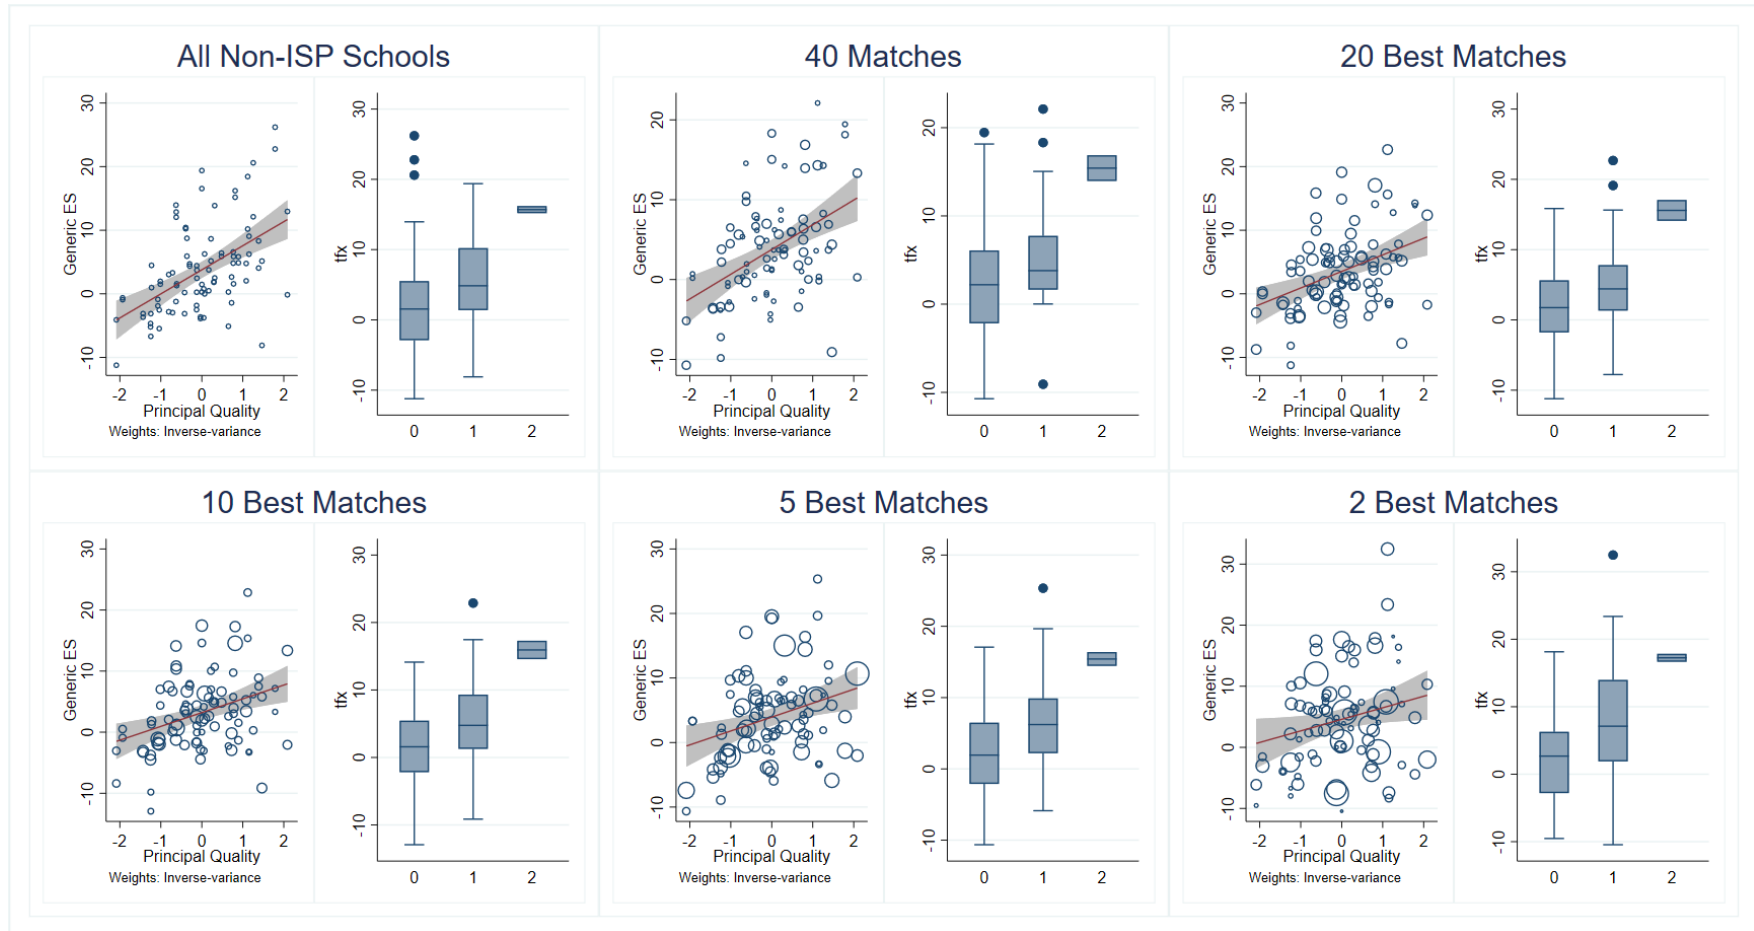 All Non-ISP Schools
Generic ES
30
20
10
0
-10
-2 -1 0 1 2
Principal Quality
Weights: Inverse-variance
tfx
30
20
10
0
-10
0 1 2
40 Matches
Generic ES
20
10
0
-10
-2 -1 0 1 2
Principal Quality
Weights: Inverse-variance
tfx
20
10
0
-10
0 1 2
20 Best Matches
Generic ES
30
20
10
0
-10
-2 -1 0 1 2
Principal Quality
Weights: Inverse-variance
tfx
30
20
10
0
-10
0 1 2
10 Best Matches
Generic ES
30
20
10
0
-10
-2 -1 0 1 2
Principal Quality
Weights: Inverse-variance
tfx
30
20
10
0
-10
0 1 2
5 Best Matches
Generic ES
30
20
10
0
-10
-2 -1 0 1 2
Principal Quality
Weights: Inverse-variance
tfx
30
20
10
0
-10
0 1 2
2 Best Matches
Generic ES
30
20
10
0
-10
-2 -1 0 1 2
Principal Quality
Weights: Inverse-variance
tfx
30
20
10
0
-10
0 1 2